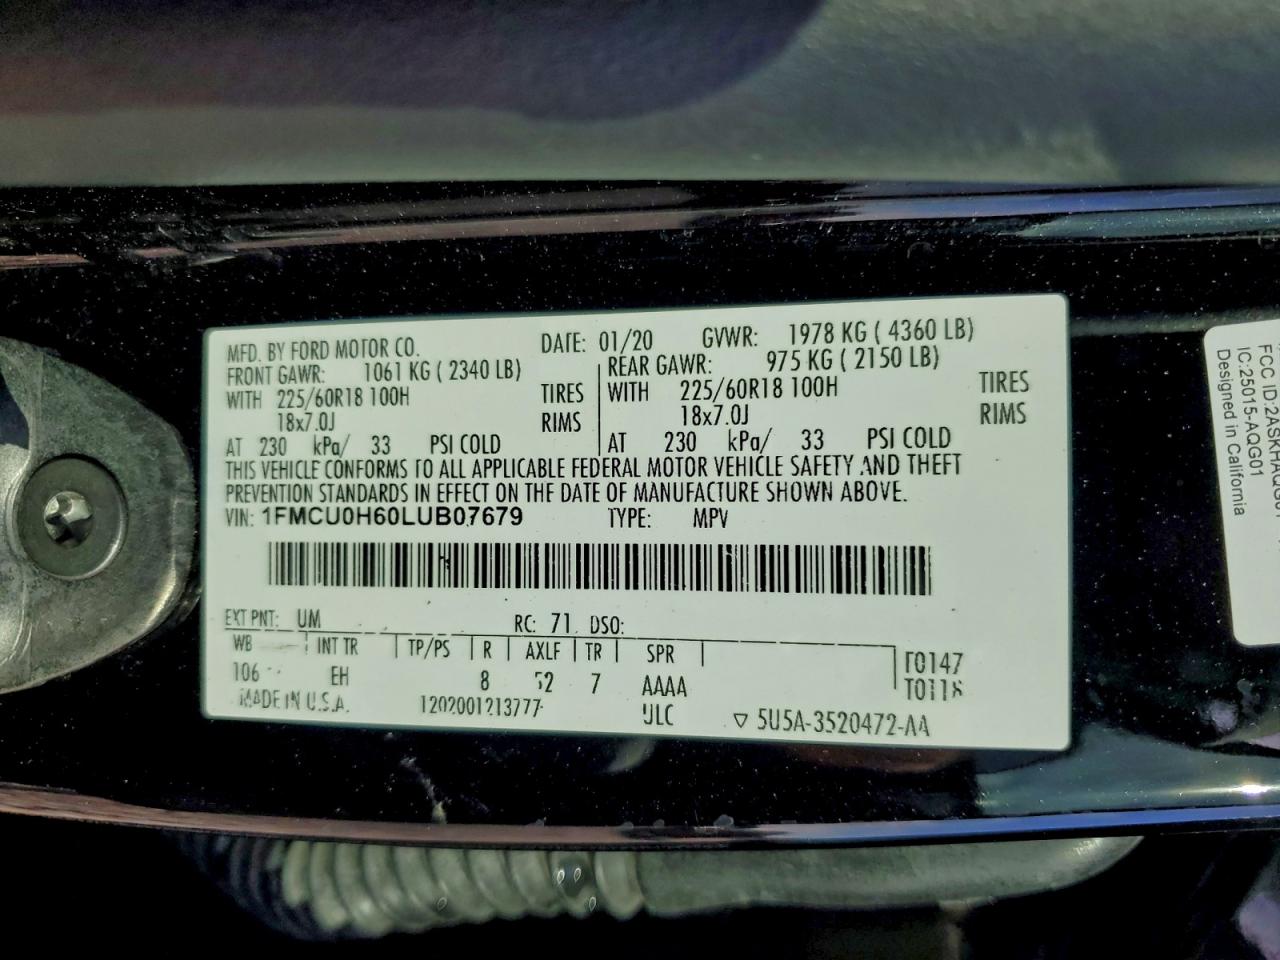 MFD. BY FORD MOTOR CO. DATE: 01/20 GVWR: 1978 KG ( 4360 LB)
FRONT GAWR: 1061 KG ( 2340 LB) REAR GAWR: 975 KG ( 2150 LB)
WITH 225/60R18 100H TIRES WITH 225/60R18 100H TIRES
18x7.0J RIMS 18x7.0J RIMS
AT 230 kPa/ 33 PSI COLD AT 230 kPa/ 33 PSI COLD
THIS VEHICLE CONFORMS TO ALL APPLICABLE FEDERAL MOTOR VEHICLE SAFETY AND THEFT
PREVENTION STANDARDS IN EFFECT ON THE DATE OF MANUFACTURE SHOWN ABOVE.
VIN: 1FMCU0H60LUB07679 TYPE: MPV
EXT PNT: UM RC: 71 DSO:
WB INT TR TP/PS R AXLF TR SPR
106 EH 8 52 7 AAAA
T0147
T0118
MADE IN U.S.A. 1202001213777 ULC ▽ 5U5A-3520472-AA
IC:25015-AQG01
Designed in California